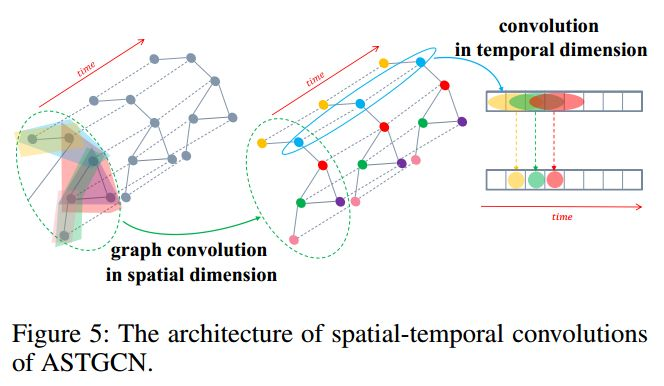 convolution
in temporal dimension
time
time
graph convolution
in spatial dimension
time
Figure 5: The architecture of spatial-temporal convolutions
of ASTGCN.